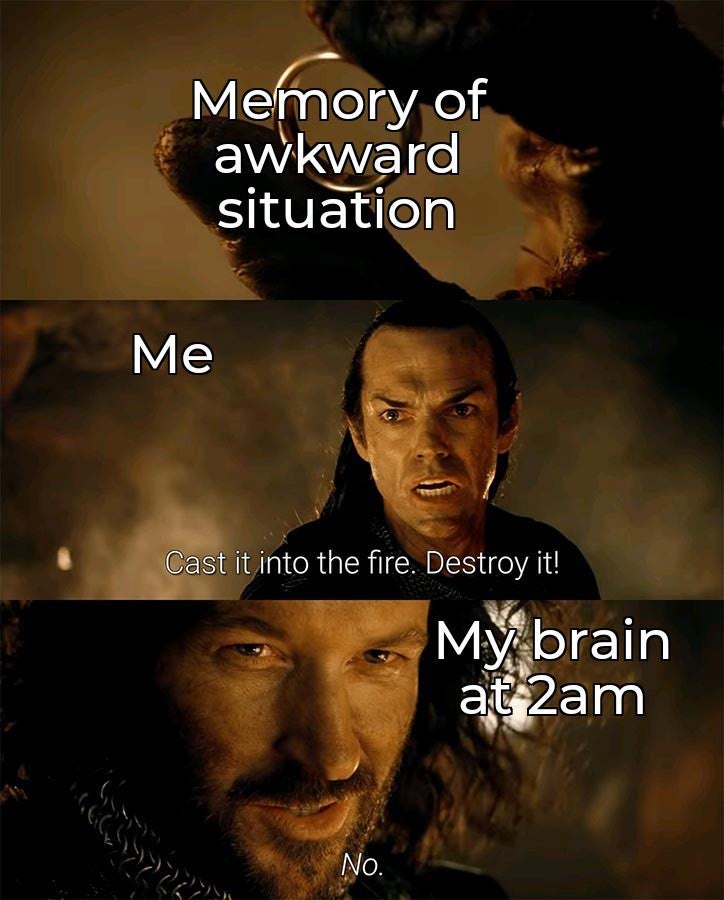 Memory of
awkward
situation
Me
Cast it into the fire. Destroy it!
My brain
at 2am
No.